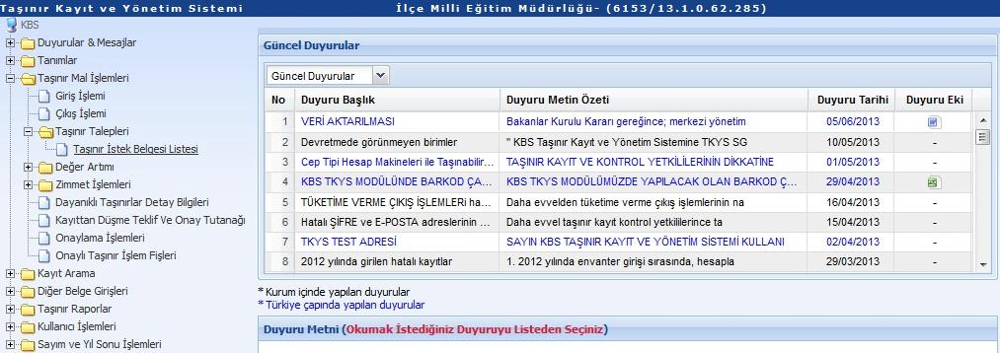 Taşınır Kayıt ve Yönetim Sistemi İlçe Milli Eğitim Müdürlüğü- (6153/13.1.0.62.285)
KBS
Duyurular & Mesajlar
Tanımlar
Taşınır Mal İşlemleri
Giriş İşlemi
Çıkış İşlemi
Taşınır Talepleri
Taşınır İstek Belgesi Listesi
Değer Artımı
Zimmet İşlemleri
Dayanıklı Taşınırlar Detay Bilgileri
Kayıttan Düşme Teklif Ve Onay Tutanağı
Onaylama İşlemleri
Onaylı Taşınır İşlem Fişleri
Kayıt Arama
Diğer Belge Girişleri
Taşınır Raporlar
Kullanıcı İşlemleri
Sayım ve Yıl Sonu İşlemleri
Güncel Duyurular
Güncel Duyurular
No Duyuru Başlık Duyuru Metin Özeti Duyuru Tarihi Duyuru Eki
1 VERİ AKTARILMASI Bakanlar Kurulu Kararı gereğince; merkezi yönetim 05/06/2013
2 Devretmede görünmeyen birimler " KBS Taşınır Kayıt ve Yönetim Sistemine TKYS SG 10/05/2013 -
3 Cep Tipi Hesap Makineleri ile Taşınabilir... TAŞINIR KAYIT VE KONTROL YETKİLİLERİNİN DİKKATİNE 01/05/2013 -
4 KBS TKYS MODÜLÜNDE BARKOD ÇA... KBS TKYS MODÜLÜMÜZDE YAPILACAK OLAN BARKOD Ç... 29/04/2013
5 TÜKETİME VERME ÇIKIŞ İŞLEMLERİ ha... Daha evvelden tüketime verme çıkış işlemlerinin na 16/04/2013 -
6 Hatalı ŞİFRE ve E-POSTA adreslerinin ... Daha evvel taşınır kayıt kontrol yetkililerince ta 15/04/2013 -
7 TKYS TEST ADRESİ SAYIN KBS TAŞINIR KAYIT VE YÖNETİM SİSTEMİ KULLANI 02/04/2013 -
8 2012 yılında girilen hatalı kayıtlar 1. 2012 yılında envanter girişi sırasında, hesapla 29/03/2013 -
* Kurum içinde yapılan duyurular
* Türkiye çapında yapılan duyurular
Duyuru Metni (Okumak İstediğiniz Duyuruyu Listeden Seçiniz)